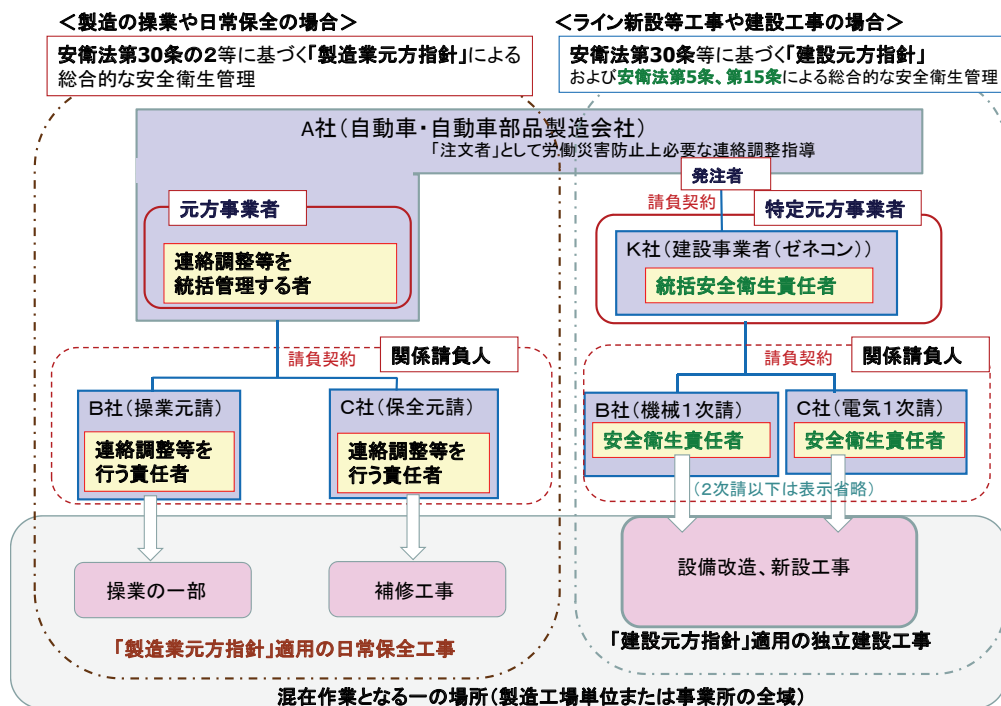 ＜製造の操業や日常保全の場合＞
安衛法第30条の2等に基づく「製造業元方指針」による
総合的な安全衛生管理
＜ライン新設等工事や建設工事の場合＞
安衛法第30条等に基づく「建設元方指針」
および安衛法第5条、第15条による総合的な安全衛生管理
A社（自動車・自動車部品製造会社）
「注文者」として労働災害防止上必要な連絡調整指導
発注者
請負契約
元方事業者
連絡調整等を
統括管理する者
特定元方事業者
K社（建設事業者（ゼネコン））
統括安全衛生責任者
請負契約
関係請負人
B社（操業元請）
連絡調整等を
行う責任者
C社（保全元請）
連絡調整等を
行う責任者
請負契約
関係請負人
B社（機械１次請）
安全衛生責任者
C社（電気１次請）
安全衛生責任者
（２次請以下は表示省略）
操業の一部
補修工事
設備改造、新設工事
「製造業元方指針」適用の日常保全工事
「建設元方指針」適用の独立建設工事
混在作業となる一の場所（製造工場単位または事業所の全域）